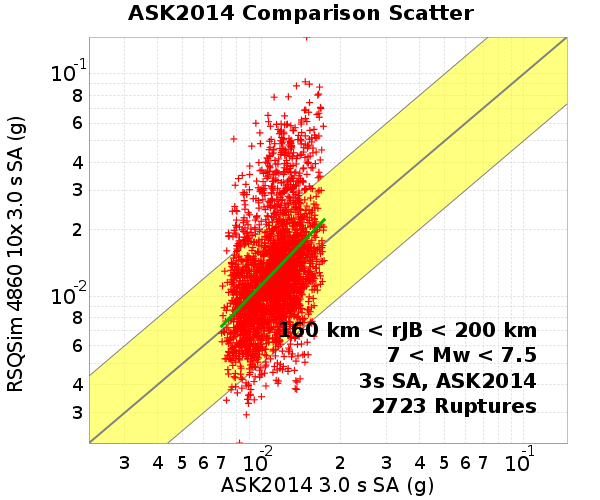 ASK2014 Comparison Scatter
RSQSim 4860 10x 3.0 s SA (g)
10^-1
8
6
4
3
2
10^-2
8
6
4
3
160 km < rJB < 200 km
7 < Mw < 7.5
3s SA, ASK2014
2723 Ruptures
3 4 5 6 7 10^-2 2 3 4 5 6 7 10^-1
ASK2014 3.0 s SA (g)